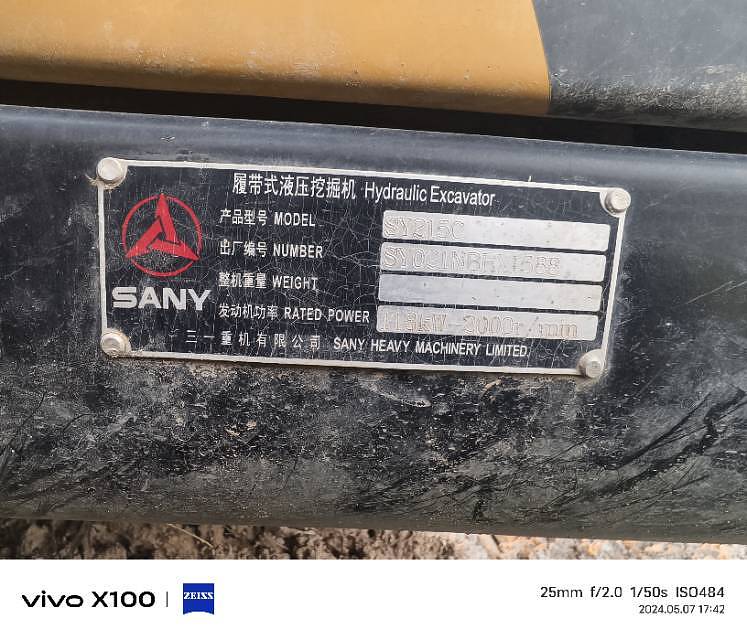 履带式液压挖掘机 Hydraulic Excavator
产品型号 MODEL SY215C
出厂编号 NUMBER
整机重量 WEIGHT
发动机功率 RATED POWER 2000r/min
SANY
三一重机有限公司 SANY HEAVY MACHINERY LIMITED
vivo X100 | ZEISS
25mm f/2.0 1/50s ISO484
2024.05.07 17:42